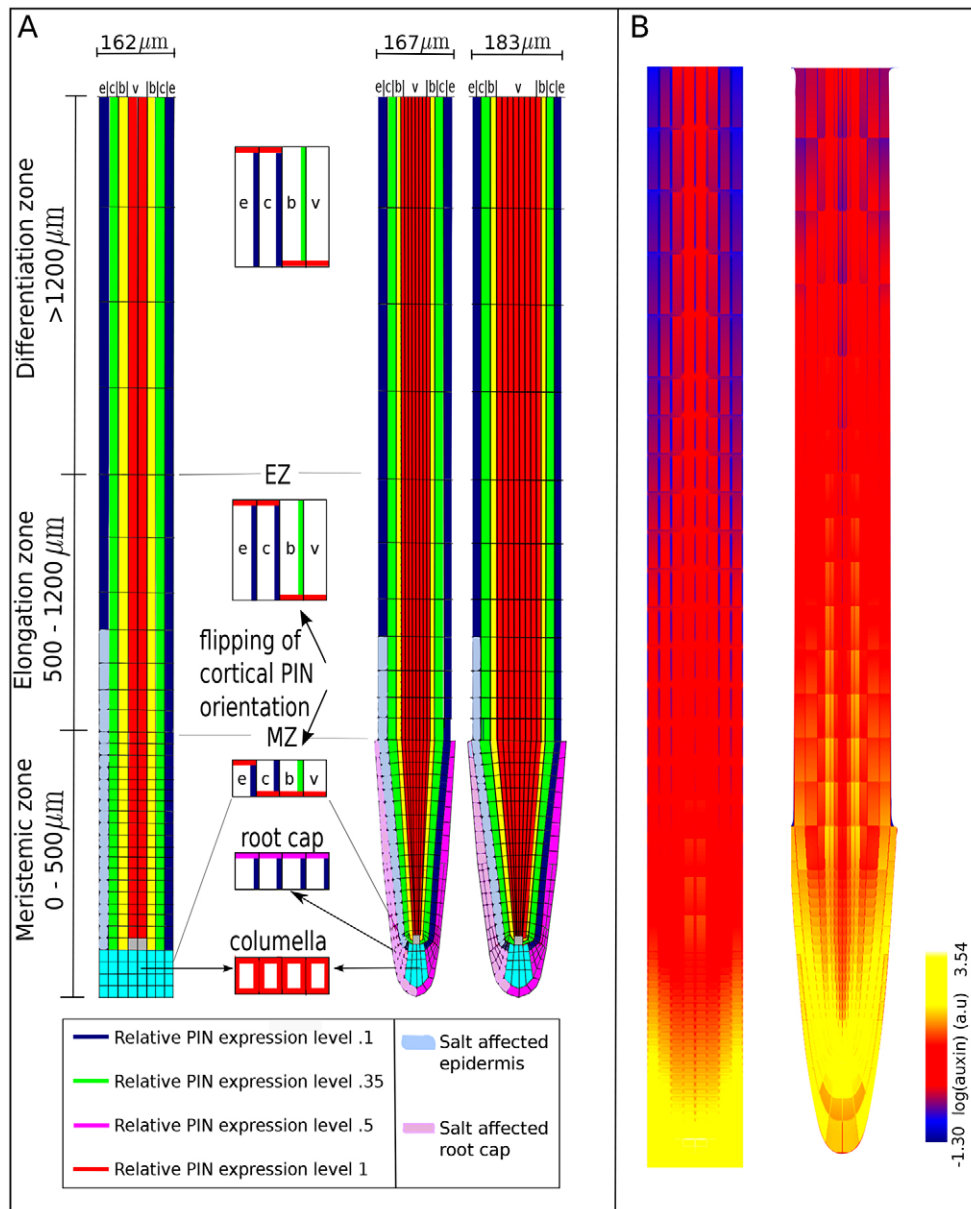 A
B
162μm
167μm
183μm
e|c|b| v |b|c|e
e|c|b| v |b|c|e
e|c|b| v |b|c|e
Differentiation zone
>1200μm
e c b v
EZ
Elongation zone
500 - 1200μm
e c b v
flipping of
cortical PIN
orientation
MZ
Meristemic zone
0 - 500μm
e c b v
root cap
columella
Relative PIN expression level .1
Relative PIN expression level .35
Relative PIN expression level .5
Relative PIN expression level 1
Salt affected
epidermis
Salt affected
root cap
-1.30 log(auxin) (a.u) 3.54